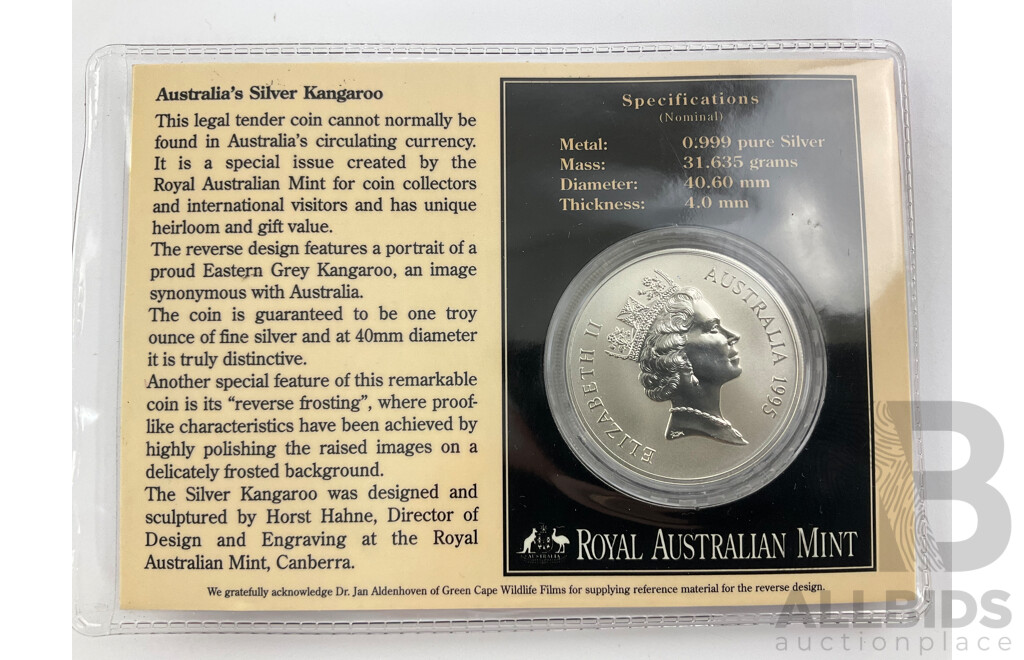 Australia's Silver Kangaroo
This legal tender coin cannot normally be
found in Australia's circulating currency.
It is a special issue created by the
Royal Australian Mint for coin collectors
and international visitors and has unique
heirloom and gift value.
The reverse design features a portrait of a
proud Eastern Grey Kangaroo, an image
synonymous with Australia.
The coin is guaranteed to be one troy
ounce of fine silver and at 40mm diameter
it is truly distinctive.
Another special feature of this remarkable
coin is its “reverse frosting”, where proof-
like characteristics have been achieved by
highly polishing the raised images on a
delicately frosted background.
The Silver Kangaroo was designed and
sculptured by Horst Hahne, Director of
Design and Engraving at the Royal
Australian Mint, Canberra.
Specifications
(Nominal)
Metal: 0.999 pure Silver
Mass: 31.635 grams
Diameter: 40.60 mm
Thickness: 4.0 mm
ELIZABETH II AUSTRALIA 1995
AUSTRALIA
ROYAL AUSTRALIAN MINT
We gratefully acknowledge Dr. Jan Aldenhoven of Green Cape Wildlife Films for supplying reference material for the reverse design.
B
ALLBIDS
auctionplace